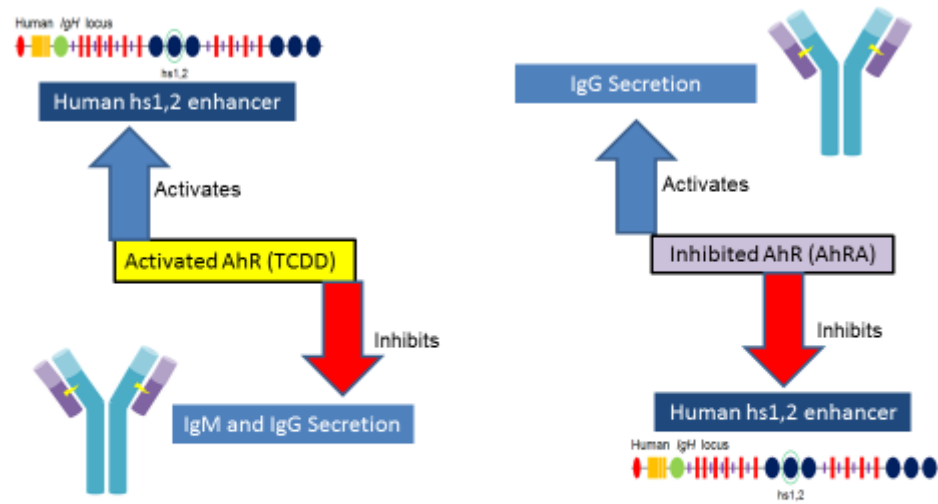 Human IgH locus
hs1,2
Human hs1,2 enhancer
Activates
Activated AhR (TCDD)
Inhibits
IgM and IgG Secretion
IgG Secretion
Activates
Inhibited AhR (AhRA)
Inhibits
Human hs1,2 enhancer
Human IgH locus
hs1,2